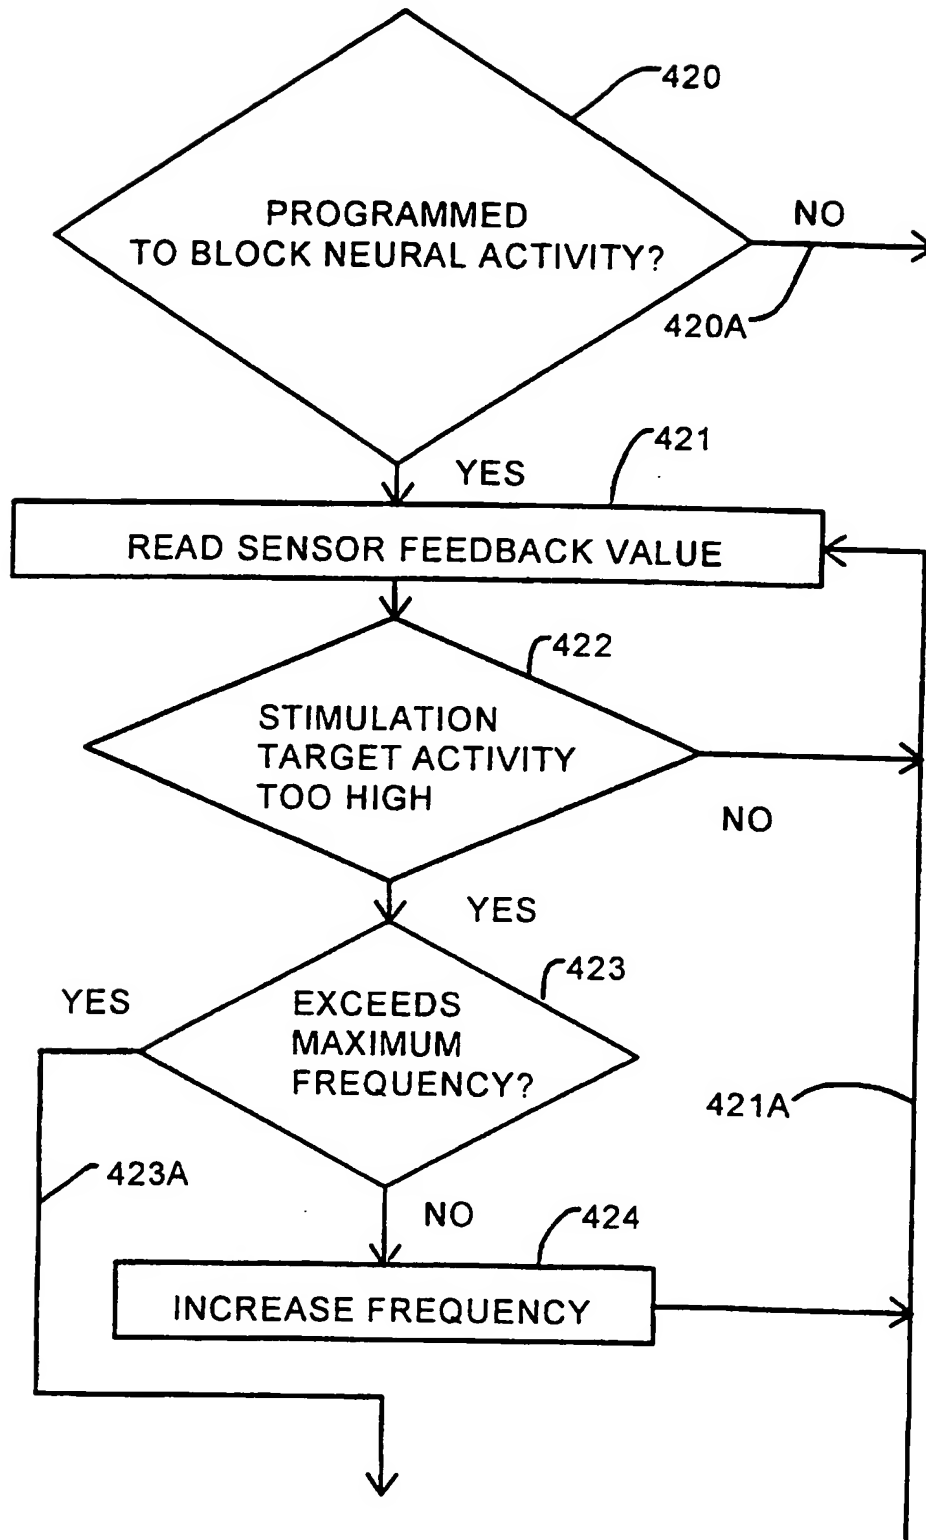 420
PROGRAMMED
TO BLOCK NEURAL ACTIVITY?
NO
420A
YES
421
READ SENSOR FEEDBACK VALUE
422
STIMULATION
TARGET ACTIVITY
TOO HIGH
NO
YES
423
YES
EXCEEDS
MAXIMUM
FREQUENCY?
421A
423A
NO
424
INCREASE FREQUENCY